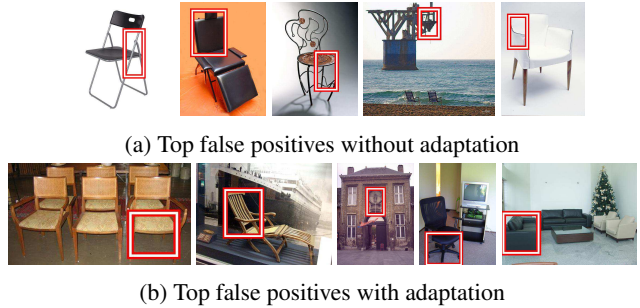 (a) Top false positives without adaptation
(b) Top false positives with adaptation